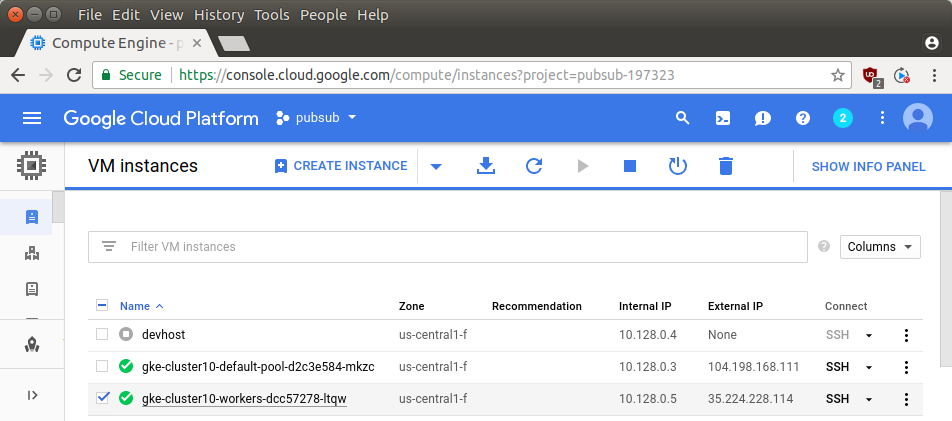 File Edit View History Tools People Help
Compute Engine - p
Secure https://console.cloud.google.com/compute/instances?project=pubsub-197323
2
Google Cloud Platform pubsub 2
VM instances CREATE INSTANCE SHOW INFO PANEL
Filter VM instances Columns
Name Zone Recommendation Internal IP External IP Connect
devhost us-central1-f 10.128.0.4 None SSH
gke-cluster10-default-pool-d2c3e584-mkzc us-central1-f 10.128.0.3 104.198.168.111 SSH
gke-cluster10-workers-dcc57278-ltqw us-central1-f 10.128.0.5 35.224.228.114 SSH